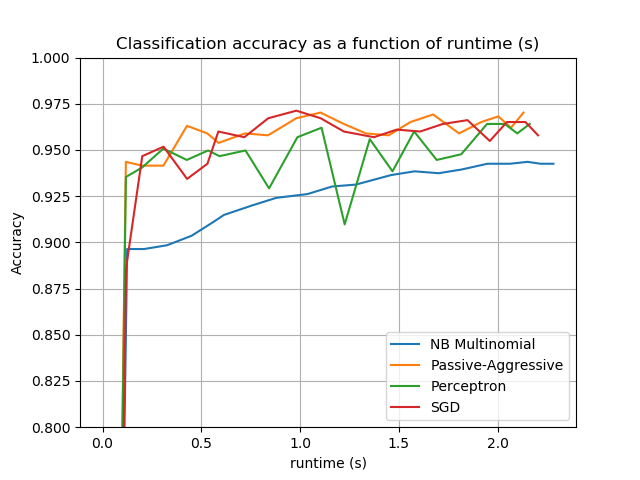 Classification accuracy as a function of runtime (s)
1.000
0.975
0.950
0.925
0.900
0.875
0.850
0.825
0.800
Accuracy
NB Multinomial
Passive-Aggressive
Perceptron
SGD
0.0 0.5 1.0 1.5 2.0
runtime (s)